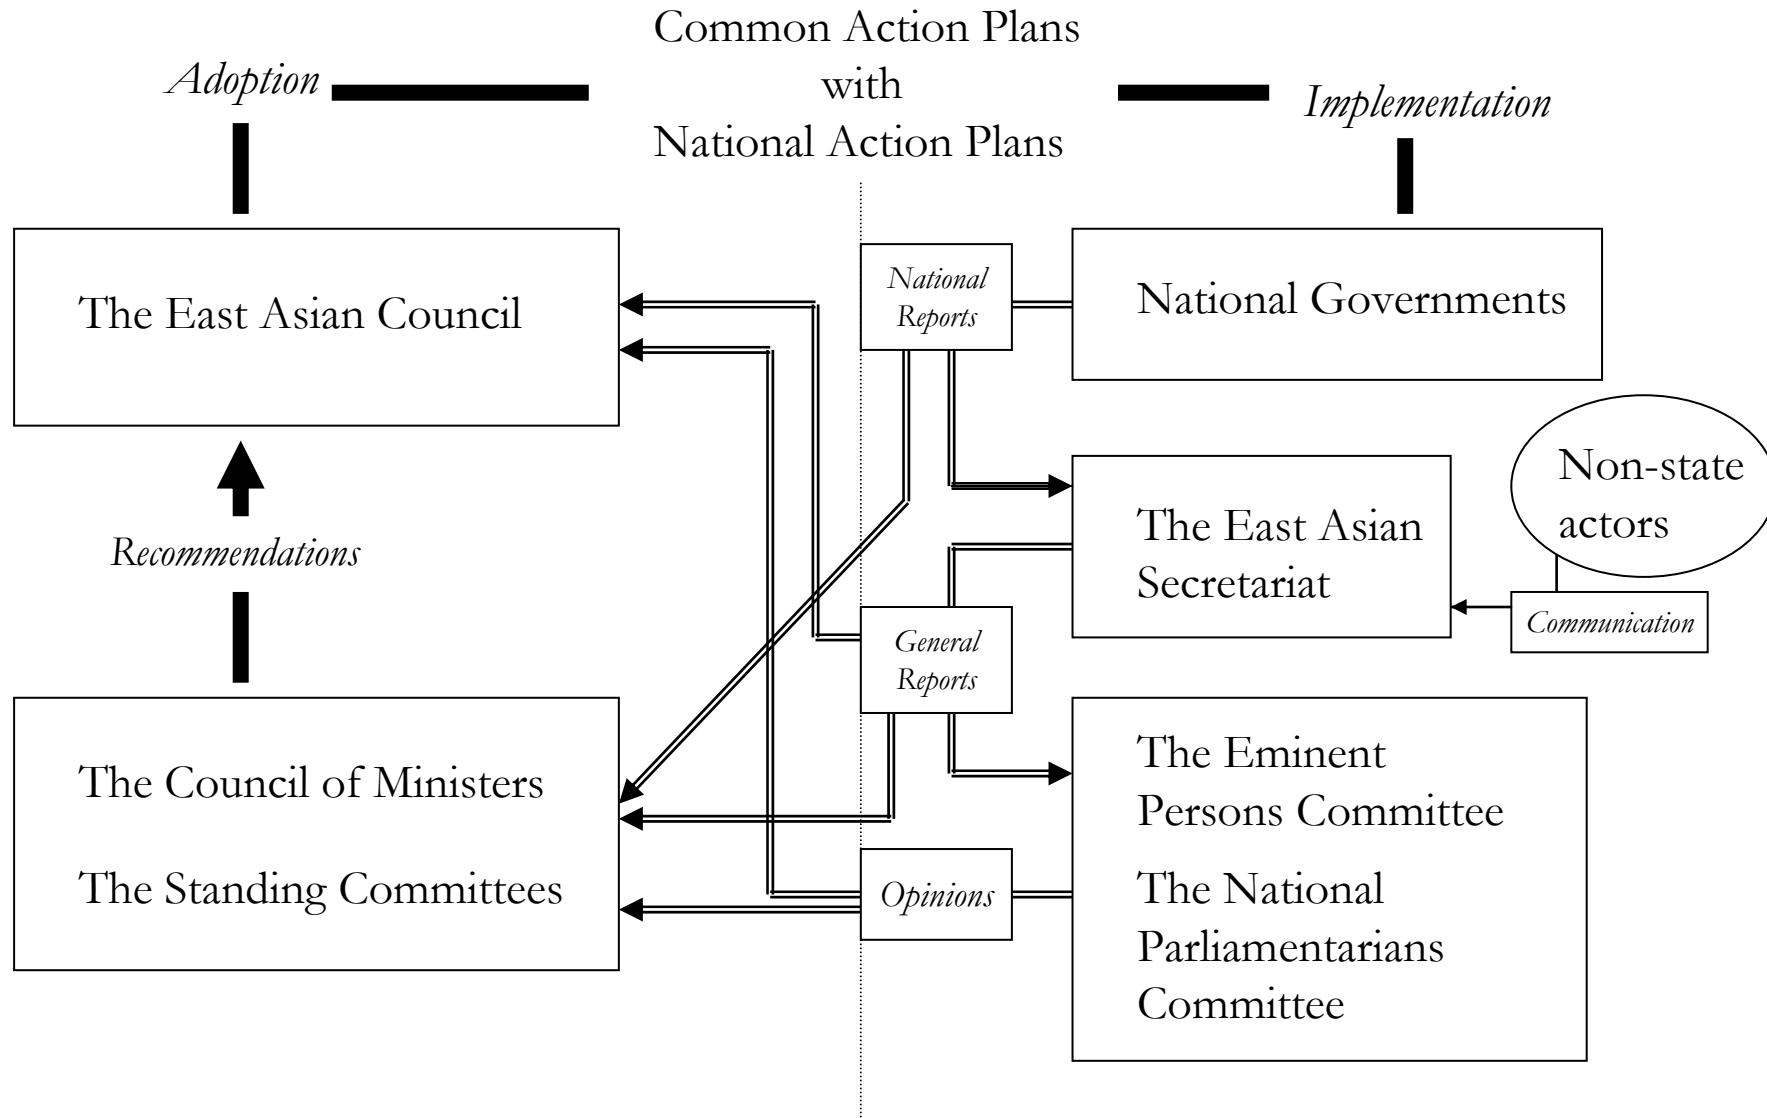 Common Action Plans
with
National Action Plans
Adoption
Implementation
The East Asian Council
National
Reports
National Governments
Non-state
actors
Recommendations
The East Asian
Secretariat
Communication
General
Reports
The Council of Ministers
The Standing Committees
Opinions
The Eminent
Persons Committee
The National
Parliamentarians
Committee